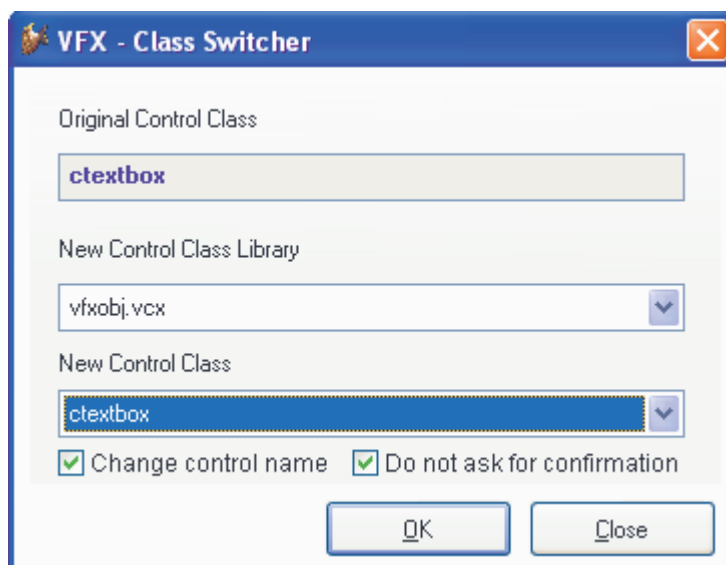 VFX - Class Switcher
Original Control Class
ctextbox
New Control Class Library
vfxobj.vcx
New Control Class
ctextbox
Change control name Do not ask for confirmation
OK Close